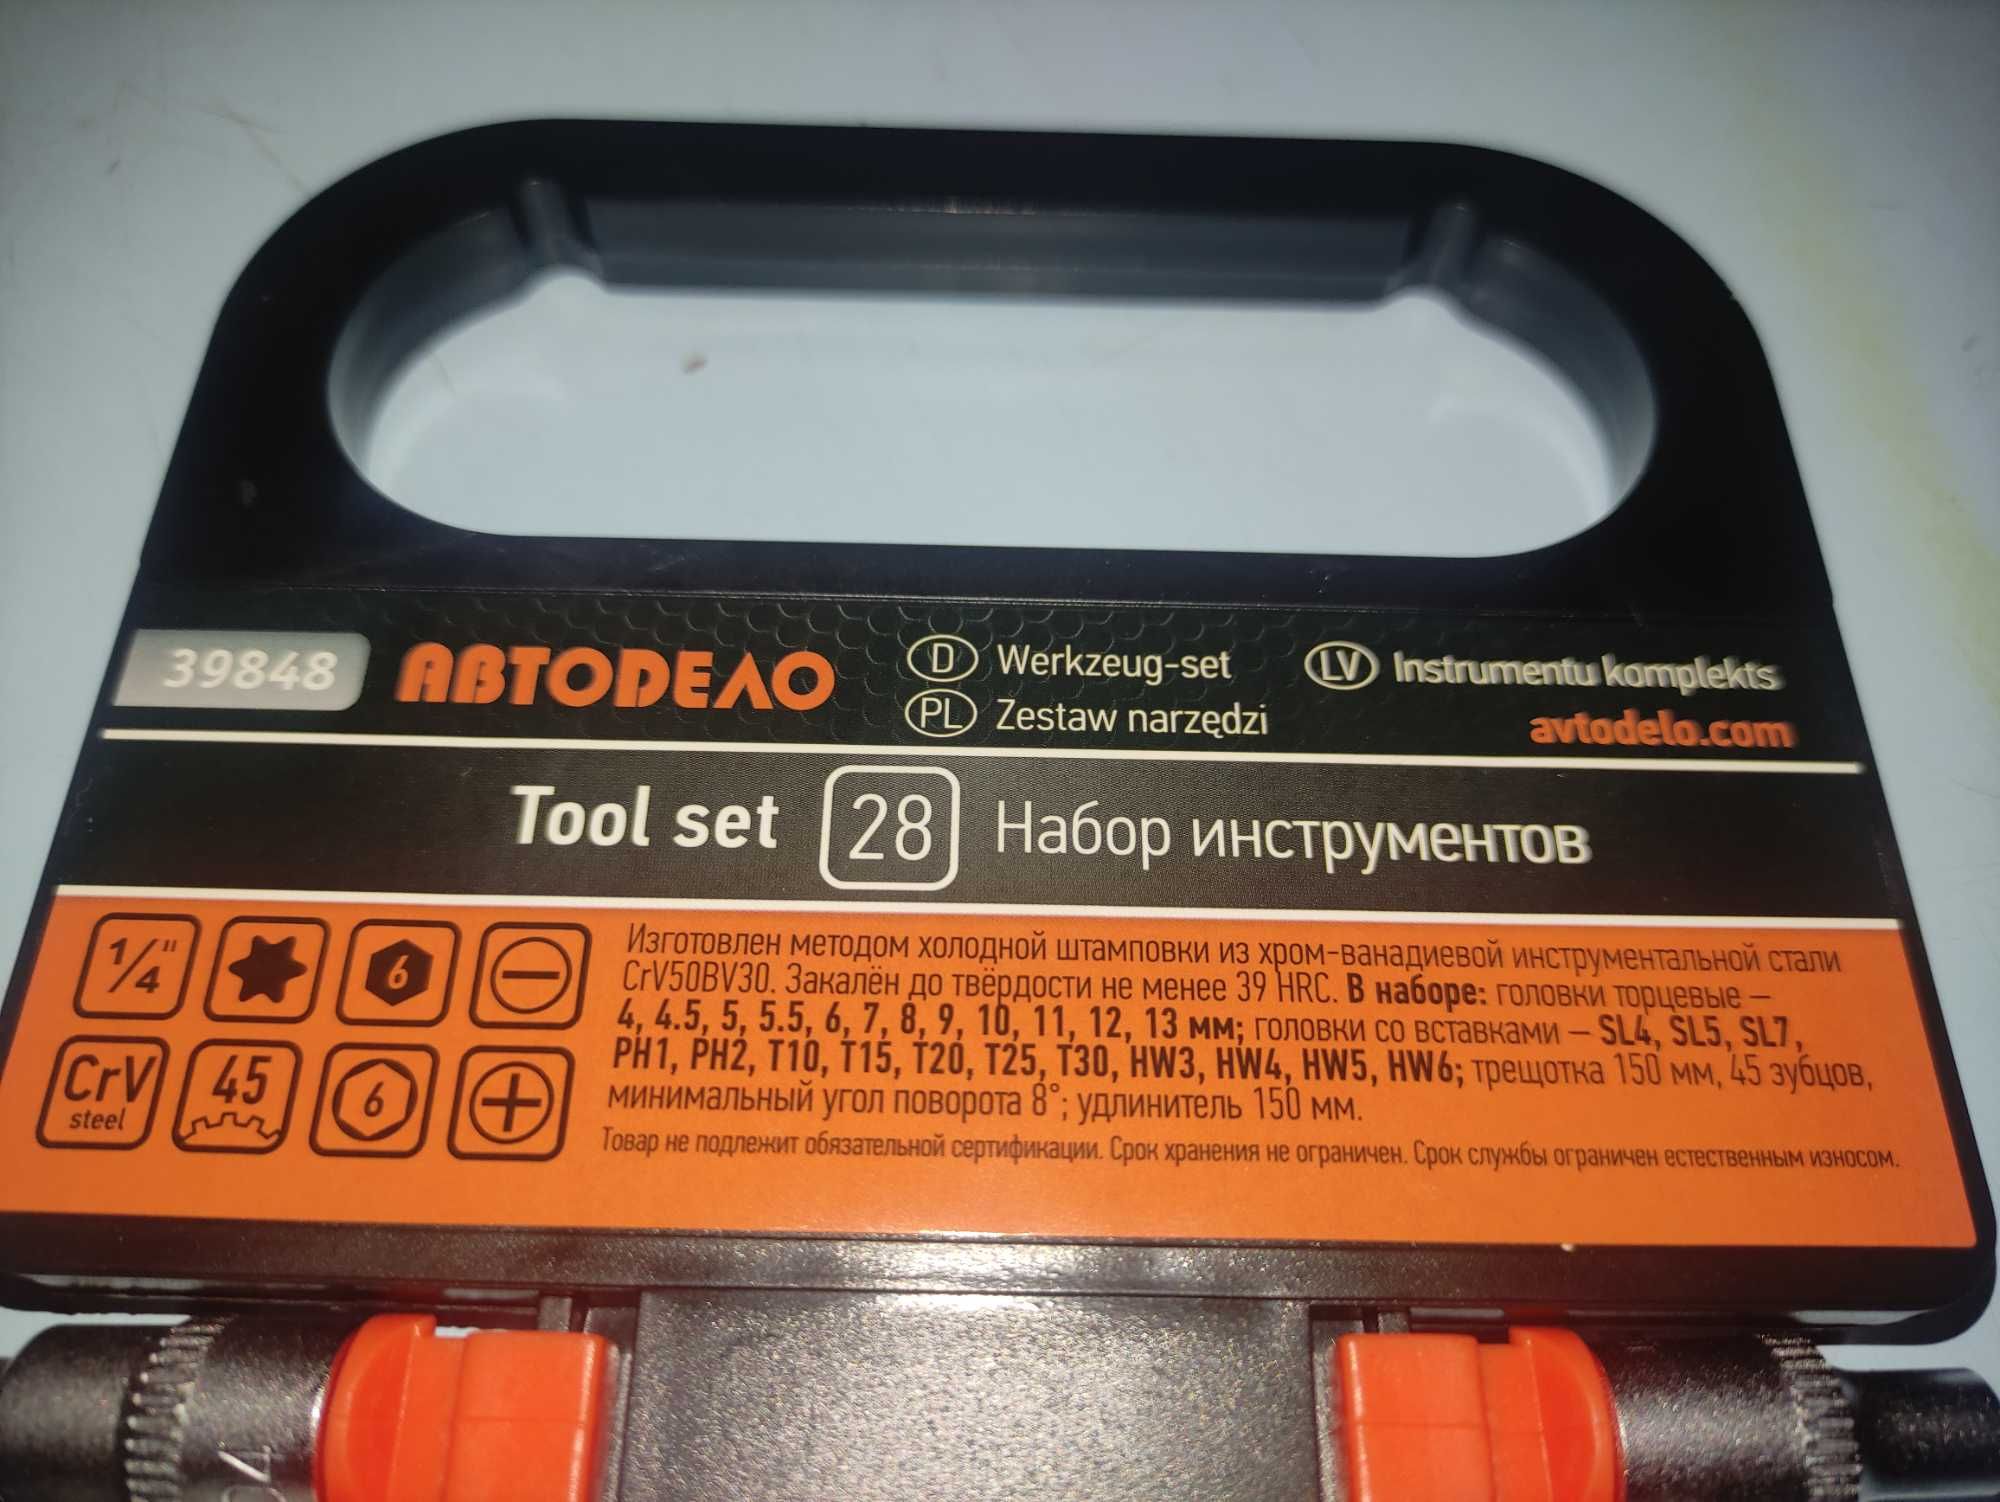 39848
АВТОDЕЛО
D Werkzeug-set
PL Zestaw narzędzi
LV Instrumentu komplekts
avtodelo.com
Tool set 28 Набор инструментов
1/4" 6
CrV steel 45 6
Изготовлен методом холодной штамповки из хром-ванадиевой инструментальной стали
CrV50BV30. Закалён до твёрдости не менее 39 HRC. В наборе: головки торцевые –
4, 4.5, 5, 5.5, 6, 7, 8, 9, 10, 11, 12, 13 мм; головки со вставками – SL4, SL5, SL7,
PH1, PH2, T10, T15, T20, T25, T30, HW3, HW4, HW5, HW6; трещотка 150 мм, 45 зубцов,
минимальный угол поворота 8°; удлинитель 150 мм.
Товар не подлежит обязательной сертификации. Срок хранения не ограничен. Срок службы ограничен естественным износом.